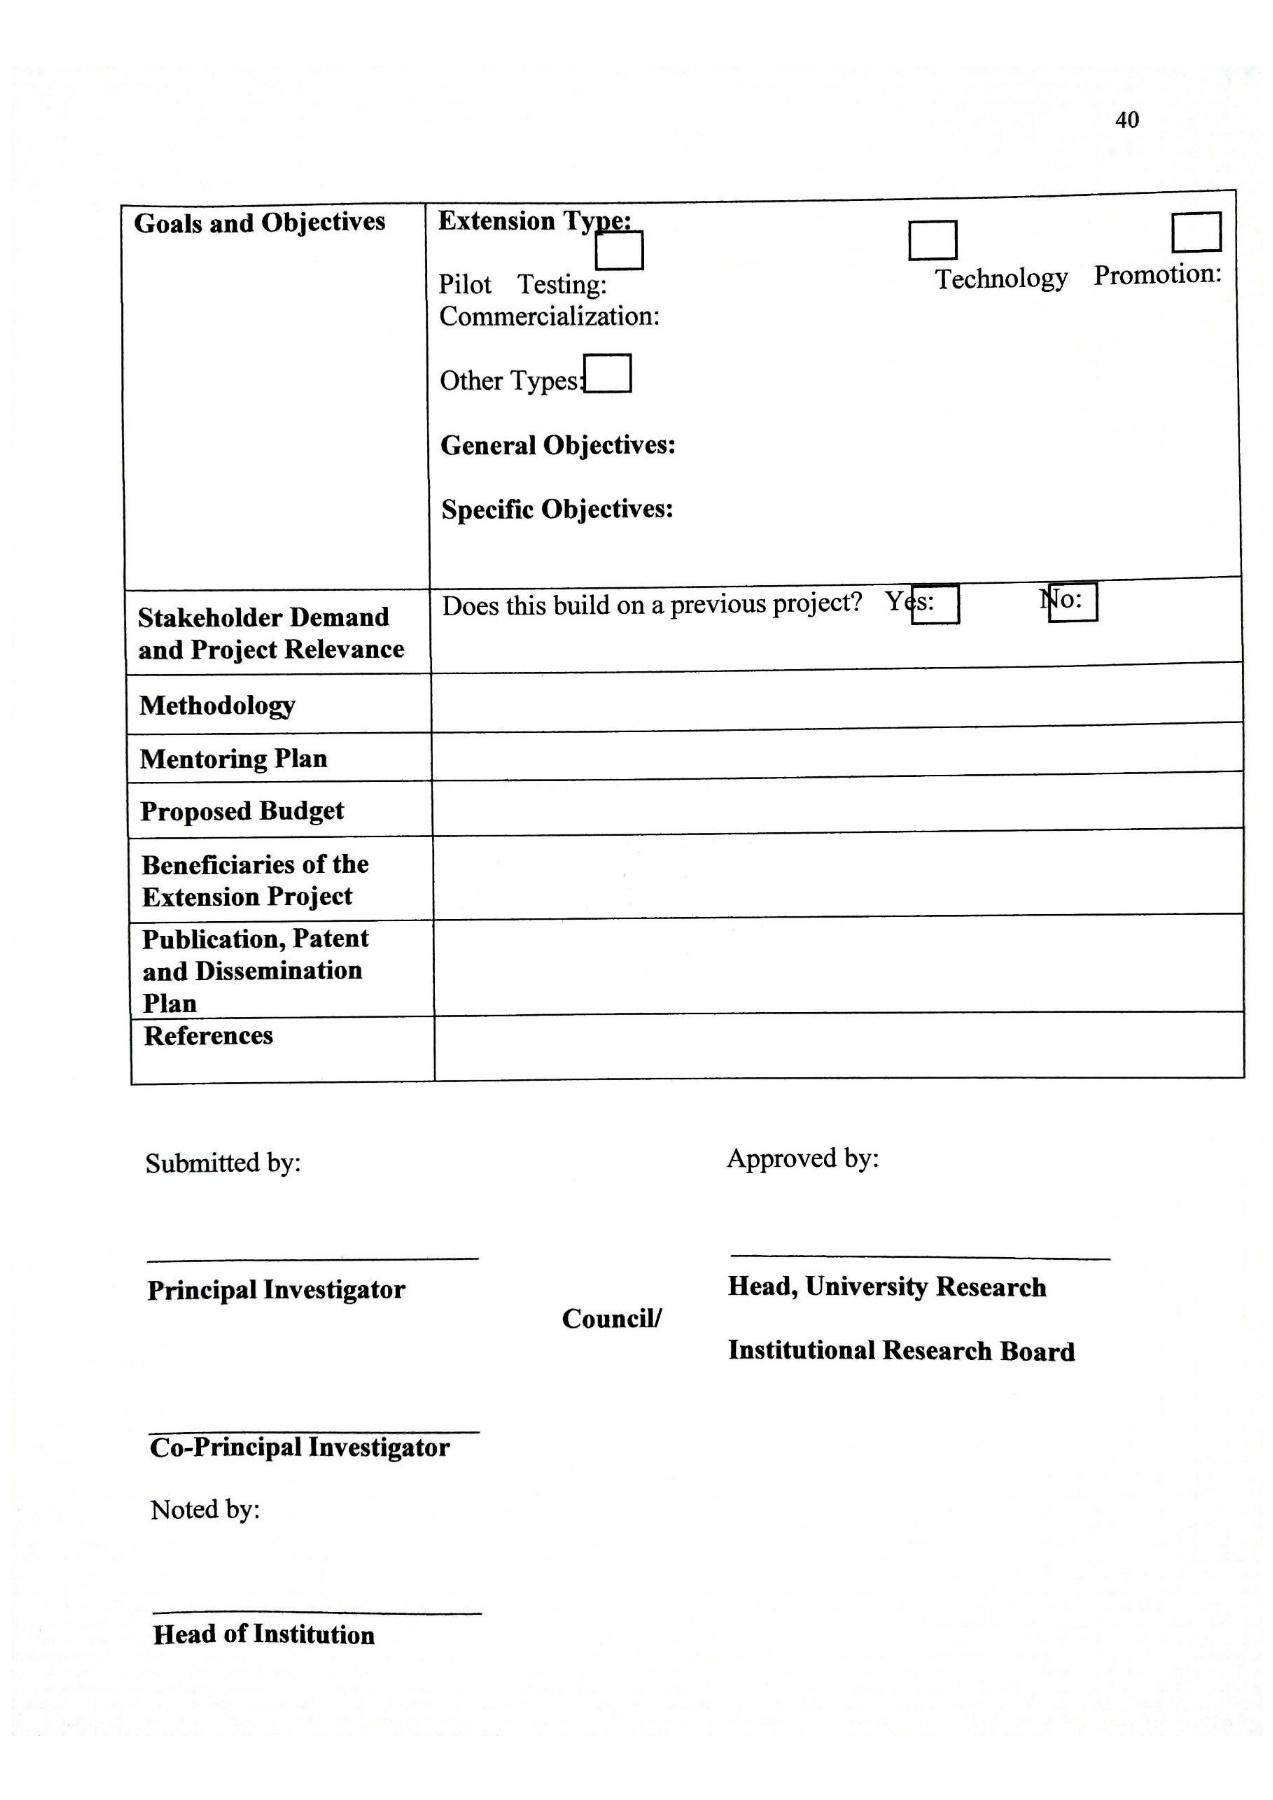 40
Goals and Objectives
Extension Type:
Pilot Testing: Technology Promotion:
Commercialization:
Other Types:
General Objectives:
Specific Objectives:
Stakeholder Demand
and Project Relevance
Does this build on a previous project? Yes: No:
Methodology
Mentoring Plan
Proposed Budget
Beneficiaries of the
Extension Project
Publication, Patent
and Dissemination
Plan
References
Submitted by: Approved by:
Principal Investigator Head, University Research
Council/
Institutional Research Board
Co-Principal Investigator
Noted by:
Head of Institution